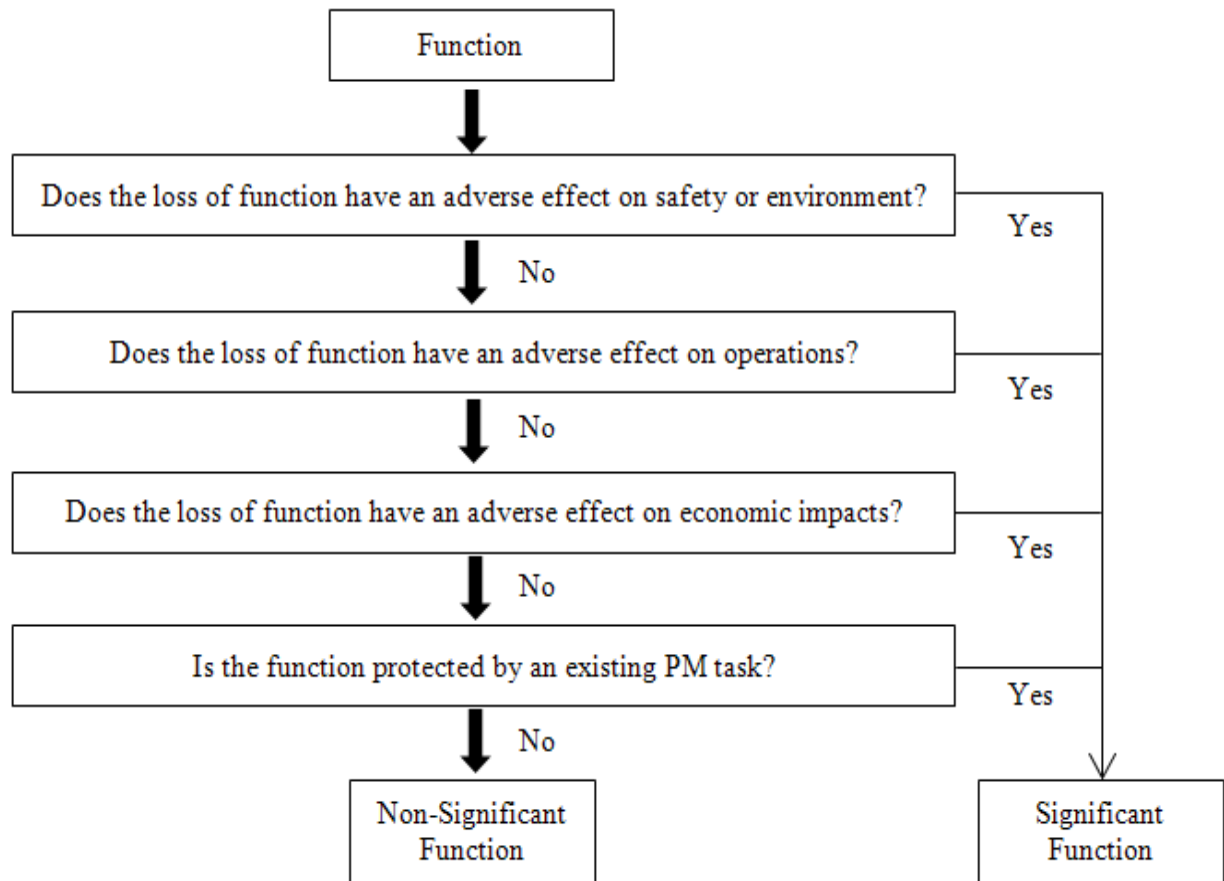 Function
Does the loss of function have an adverse effect on safety or environment?
Yes
No
Does the loss of function have an adverse effect on operations?
Yes
No
Does the loss of function have an adverse effect on economic impacts?
Yes
No
Is the function protected by an existing PM task?
Yes
No
Non-Significant
Function
Significant
Function